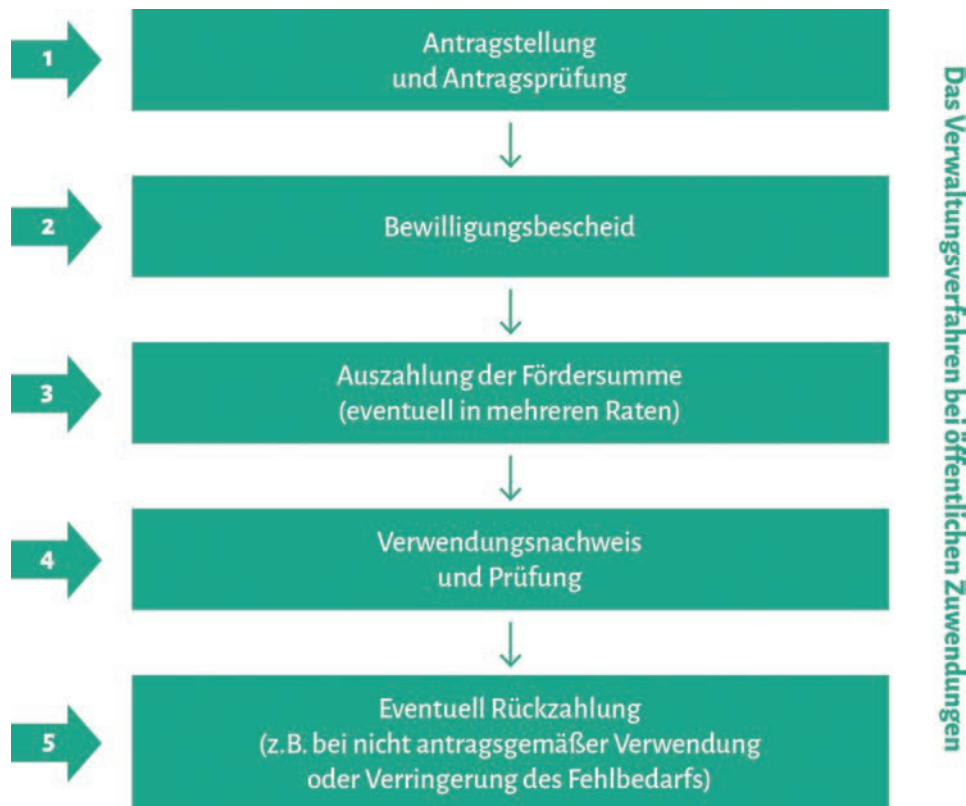 1
Antragstellung
und Antragsprüfung
2
Bewilligungsbescheid
3
Auszahlung der Fördersumme
(eventuell in mehreren Raten)
4
Verwendungsnachweis
und Prüfung
5
Eventuell Rückzahlung
(z.B. bei nicht antragsgemäßer Verwendung
oder Verringerung des Fehlbedarfs)
Das Verwaltungsverfahren bei öffentlichen Zuwendungen